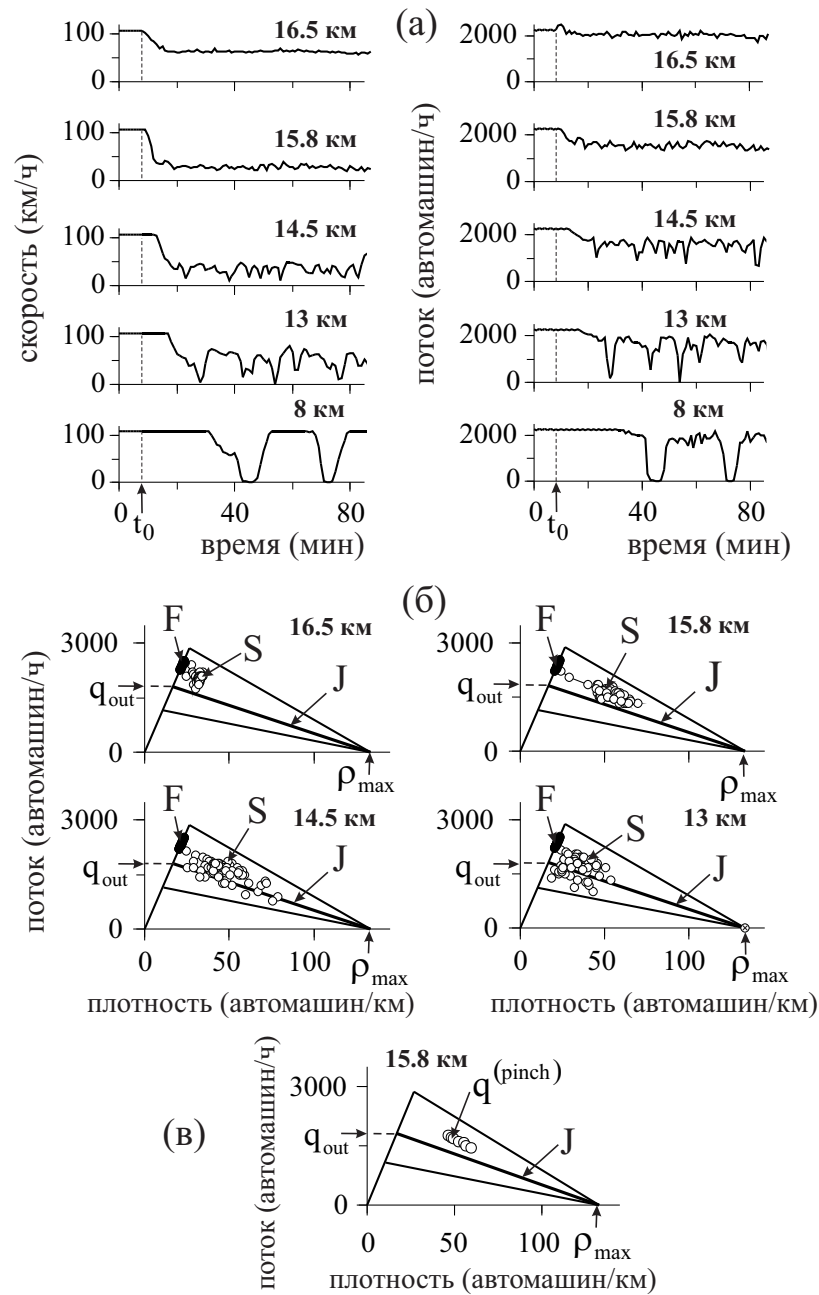 (а)
скорость (км/ч)
100
0
16.5 км
100
0
15.8 км
100
0
14.5 км
100
0
13 км
100
0
8 км
0 40 80
t0
время (мин)
поток (автомашин/ч)
2000
0
16.5 км
2000
0
15.8 км
2000
0
14.5 км
2000
0
13 км
2000
0
8 км
0 40 80
t0
время (мин)
(б)
поток (автомашин/ч)
3000
qout
0
F
S
J
16.5 км
ρmax
3000
qout
0
F
S
J
15.8 км
ρmax
3000
qout
0
F
S
J
14.5 км
0 50 100
ρmax
плотность (автомашин/км)
3000
qout
0
F
S
J
13 км
0 50 100
ρmax
плотность (автомашин/км)
(в)
поток (автомашин/ч)
15.8 км
3000
q(pinch)
qout
J
0
0 50 100
ρmax
плотность (автомашин/км)